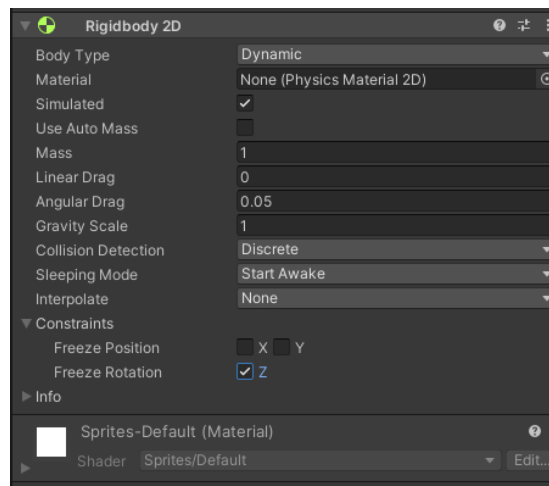 Rigidbody 2D
Body Type Dynamic
Material None (Physics Material 2D)
Simulated
Use Auto Mass
Mass 1
Linear Drag 0
Angular Drag 0.05
Gravity Scale 1
Collision Detection Discrete
Sleeping Mode Start Awake
Interpolate None
Constraints
Freeze Position X Y
Freeze Rotation Z
Info
Sprites-Default (Material)
Shader Sprites/Default Edit...